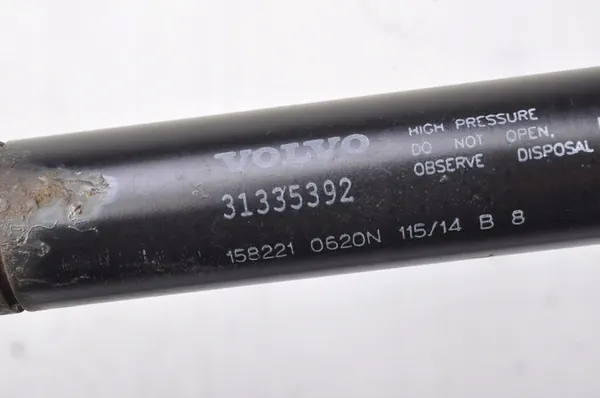 VOLVO
31335392
158221 0620N 115/14 B 8
HIGH PRESSURE
DO NOT OPEN,
OBSERVE DISPOSAL